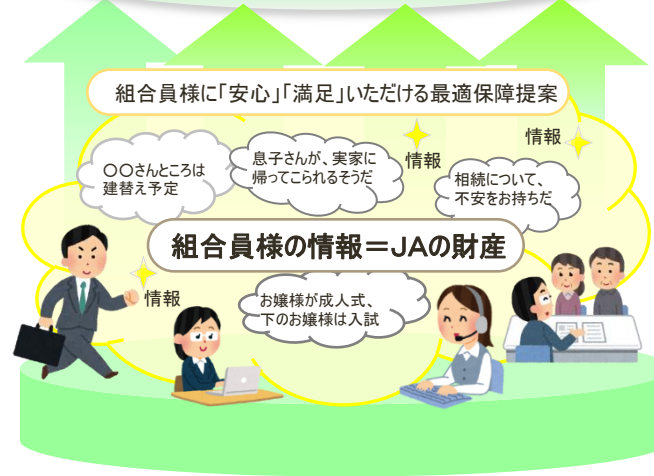 組合員様に「安心」「満足」いただける最適保障提案
情報
情報
〇〇さんところは
建替え予定
息子さんが、実家に
帰ってこられるそうだ
相続について、
不安をお持ちだ
組合員様の情報＝JAの財産
情報
お嬢様が成人式、
下のお嬢様は入試